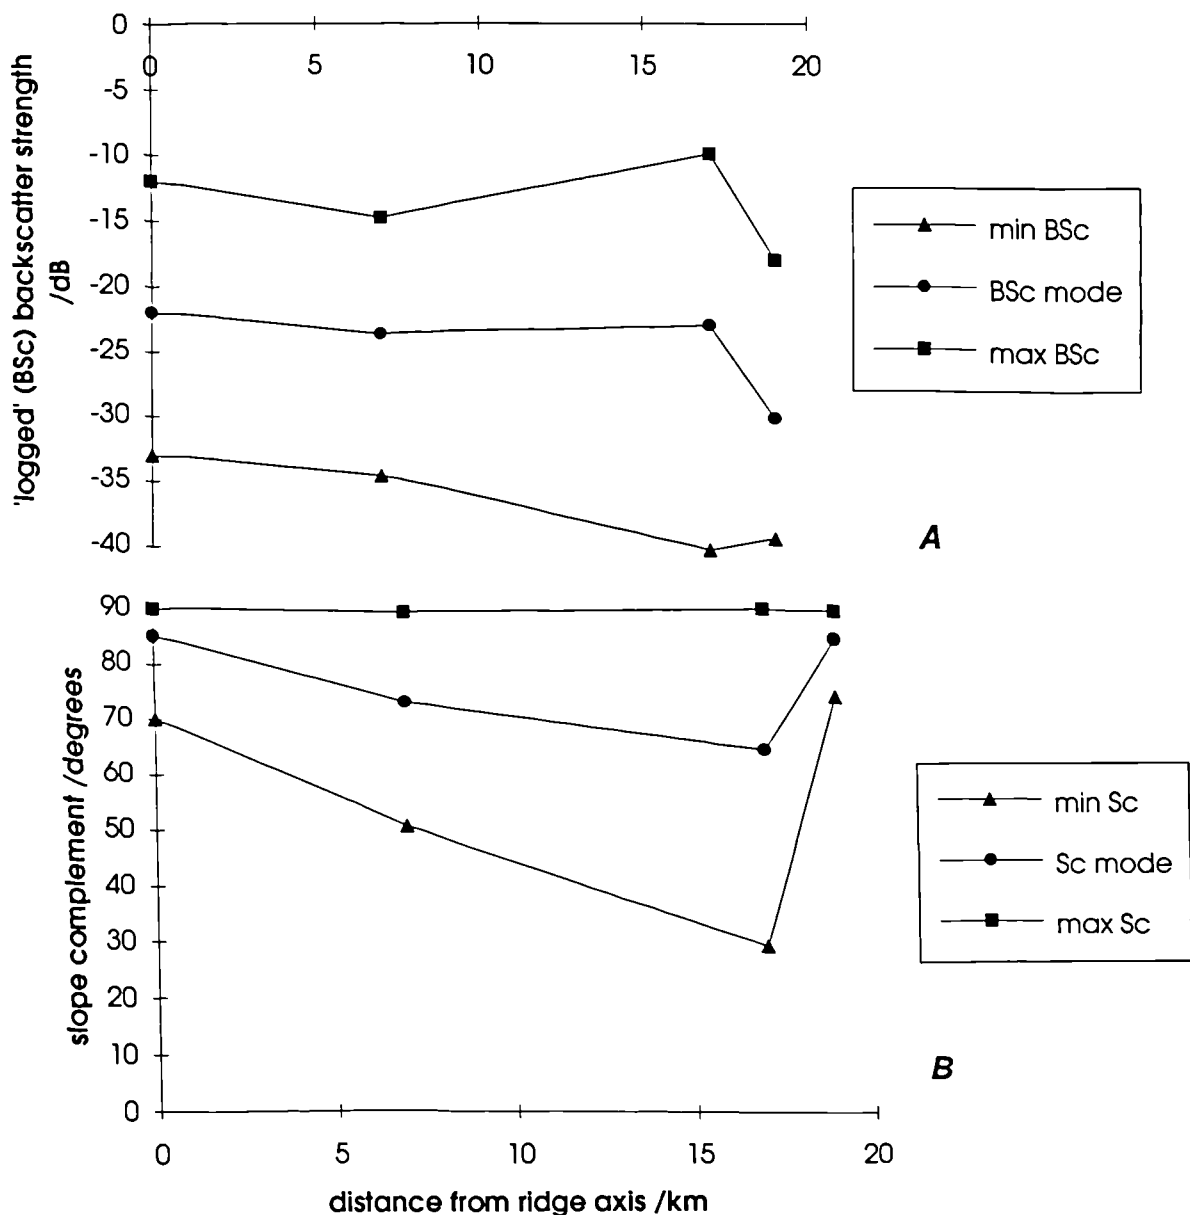 'logged' (BSc) backscatter strength
/dB
0
-5
-10
-15
-20
-25
-30
-35
-40
0
5
10
15
20
min BSc
BSc mode
max BSc
A
slope complement /degrees
90
80
70
60
50
40
30
20
10
0
min Sc
Sc mode
max Sc
B
0
5
10
15
20
distance from ridge axis /km